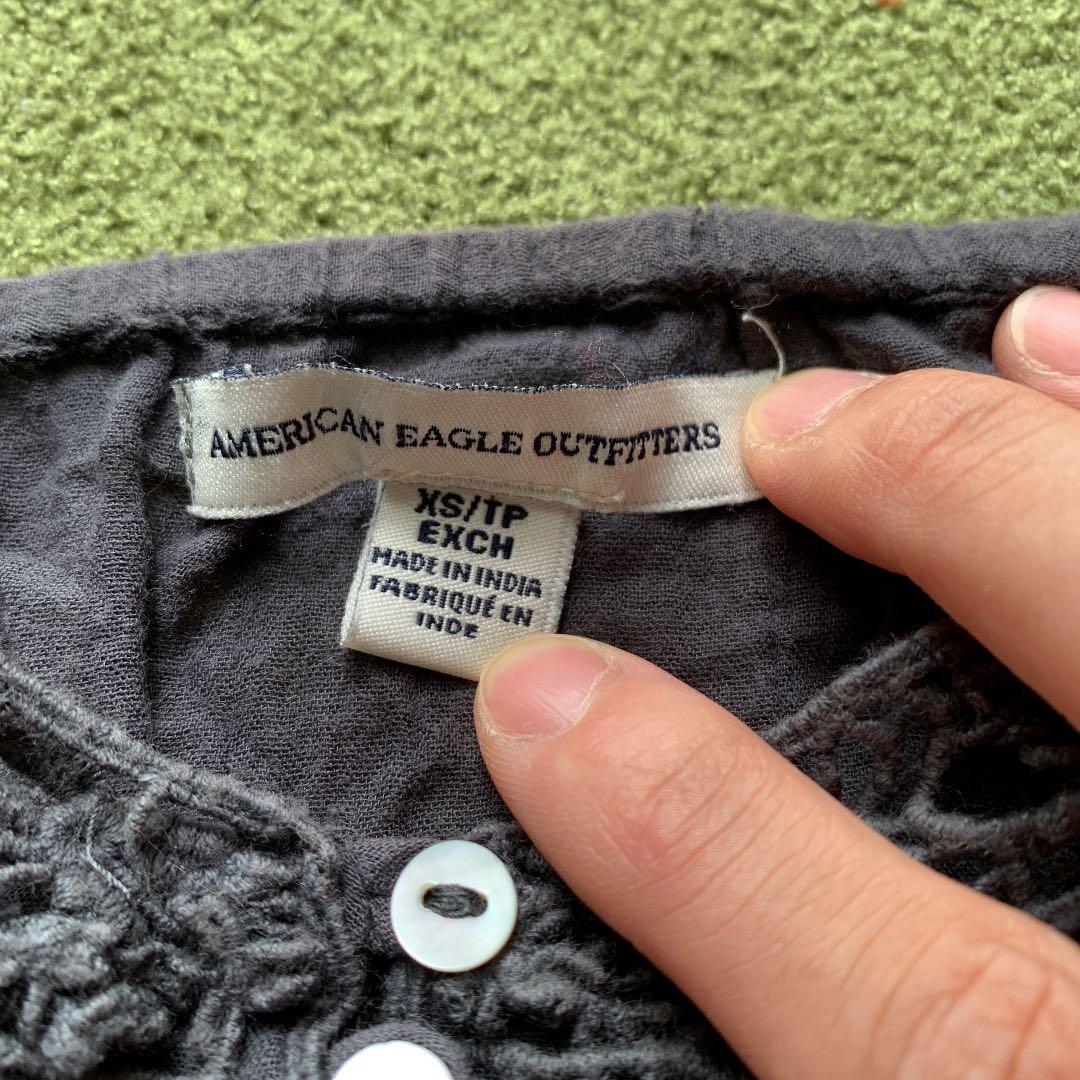 AMERICAN EAGLE OUTFITTERS
XS/TP
EXCH
MADE IN INDIA
FABRIQUÉ EN
INDE